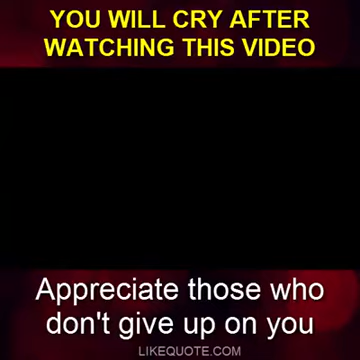 YOU WILL CRY AFTER
WATCHING THIS VIDEO
Appreciate those who
don't give up on you
LIKEQUOTE.COM